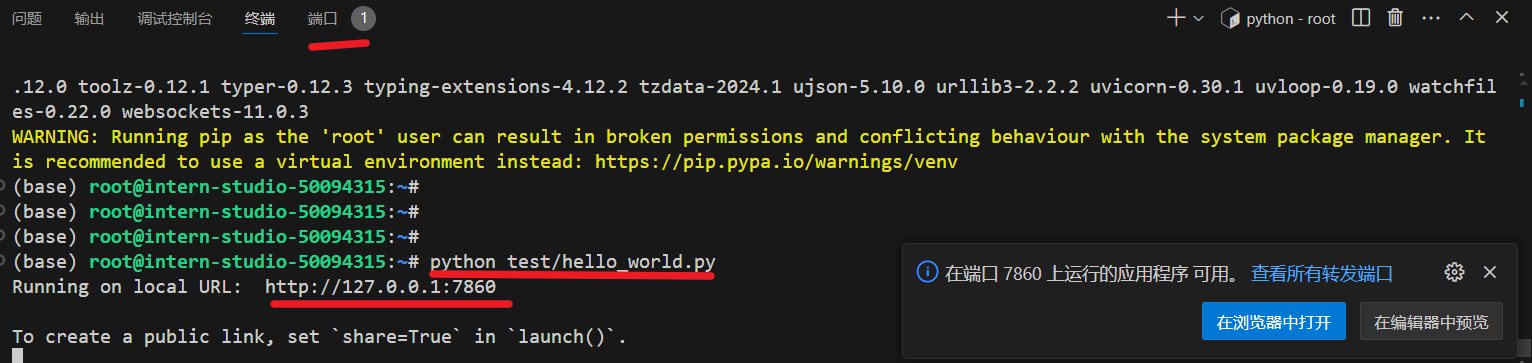 问题 输出 调试控制台 终端 端口 1 python - root
.12.0 toolz-0.12.1 typer-0.12.3 typing-extensions-4.12.2 tzdata-2024.1 ujson-5.10.0 urllib3-2.2.2 uvicorn-0.30.1 uvloop-0.19.0 watchfil
es-0.22.0 websockets-11.0.3
WARNING: Running pip as the 'root' user can result in broken permissions and conflicting behaviour with the system package manager. It
is recommended to use a virtual environment instead: https://pip.pypa.io/warnings/venv
(base) root@intern-studio-50094315:~#
(base) root@intern-studio-50094315:~#
(base) root@intern-studio-50094315:~#
(base) root@intern-studio-50094315:~# python test/hello_world.py
Running on local URL:  http://127.0.0.1:7860
To create a public link, set `share=True` in `launch()`.
在端口 7860 上运行的应用程序 可用。 查看所有转发端口
在浏览器中打开 在编辑器中预览